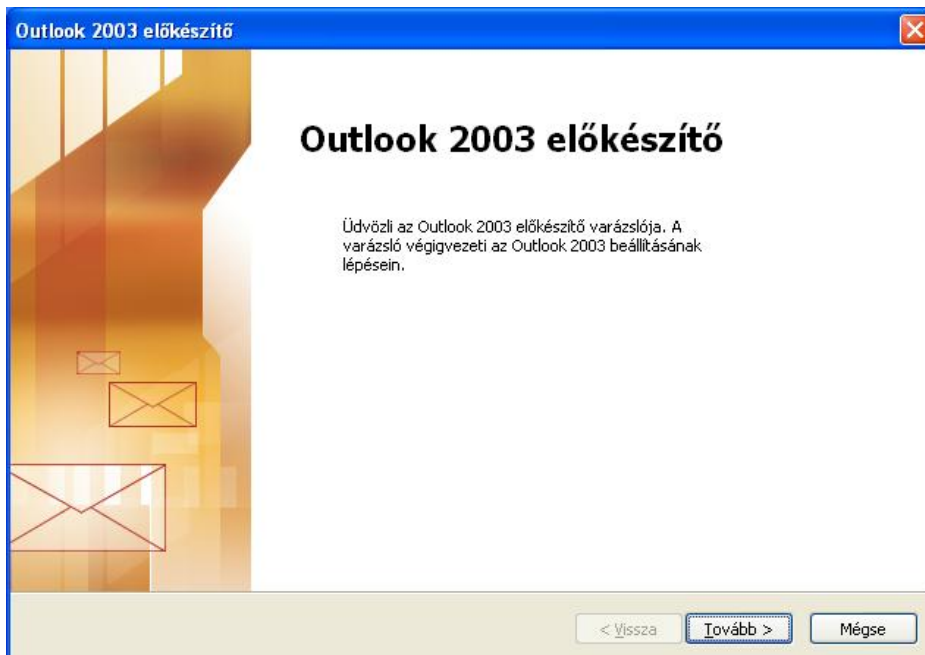 Outlook 2003 előkészítő
Outlook 2003 előkészítő
Üdvözli az Outlook 2003 előkészítő varázslója. A
varázsló végigvezeti az Outlook 2003 beállításának
lépésein.
< Vissza
Tovább >
Mégse